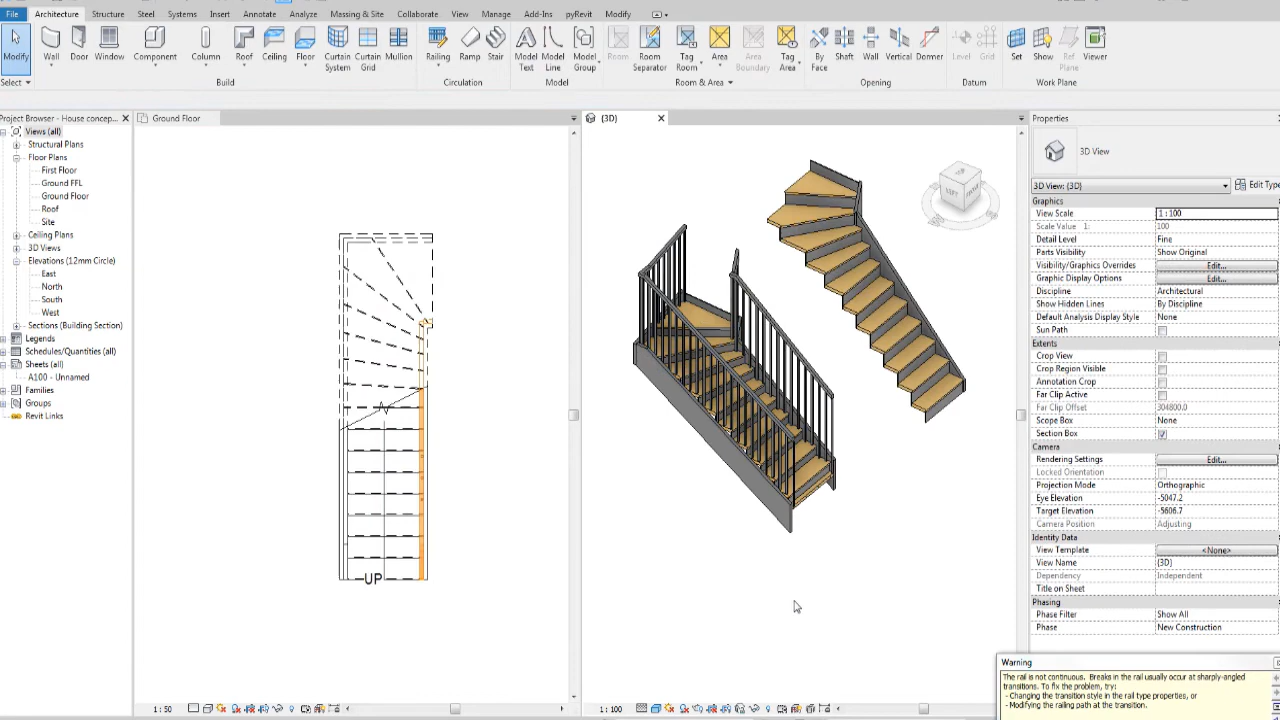 File Architecture Structure Steel Systems Insert Annotate Analyze Massing & Site Collaborate View Manage Add-Ins pyRevit Modify
Modify Wall Door Window Component Column Roof Ceiling Floor Curtain System Curtain Grid Mullion Railing Ramp Stair Model Text Model Line Model Group Room Room Separator Tag Room Area Area Boundary Tag Area By Face Shaft Wall Vertical Dormer Level Grid Set Show Ref Plane Viewer
Select Build Circulation Model Room & Area Opening Datum Work Plane
Project Browser - House concep...
Views (all)
Structural Plans
Floor Plans
First Floor
Ground FFL
Ground Floor
Roof
Site
Ceiling Plans
3D Views
Elevations (12mm Circle)
East
North
South
West
Sections (Building Section)
Legends
Schedules/Quantities (all)
Sheets (all)
A100 - Unnamed
Families
Groups
Revit Links
Ground Floor
UP
1 : 50
{3D}
LEFT FRONT
1 : 100
Properties
3D View
3D View: {3D} Edit Type
Graphics
View Scale 1 : 100
Scale Value 1: 100
Detail Level Fine
Parts Visibility Show Original
Visibility/Graphics Overrides Edit...
Graphic Display Options Edit...
Discipline Architectural
Show Hidden Lines By Discipline
Default Analysis Display Style None
Sun Path
Extents
Crop View
Crop Region Visible
Annotation Crop
Far Clip Active
Far Clip Offset 304800.0
Scope Box None
Section Box
Camera
Rendering Settings Edit...
Locked Orientation
Projection Mode Orthographic
Eye Elevation -5047.2
Target Elevation -5606.7
Camera Position Adjusting
Identity Data
View Template <None>
View Name {3D}
Dependency Independent
Title on Sheet
Phasing
Phase Filter Show All
Phase New Construction
Warning
The rail is not continuous. Breaks in the rail usually occur at sharply-angled
transitions. To fix the problem, try:
- Changing the transition style in the rail type properties, or
- Modifying the railing path at the transition.